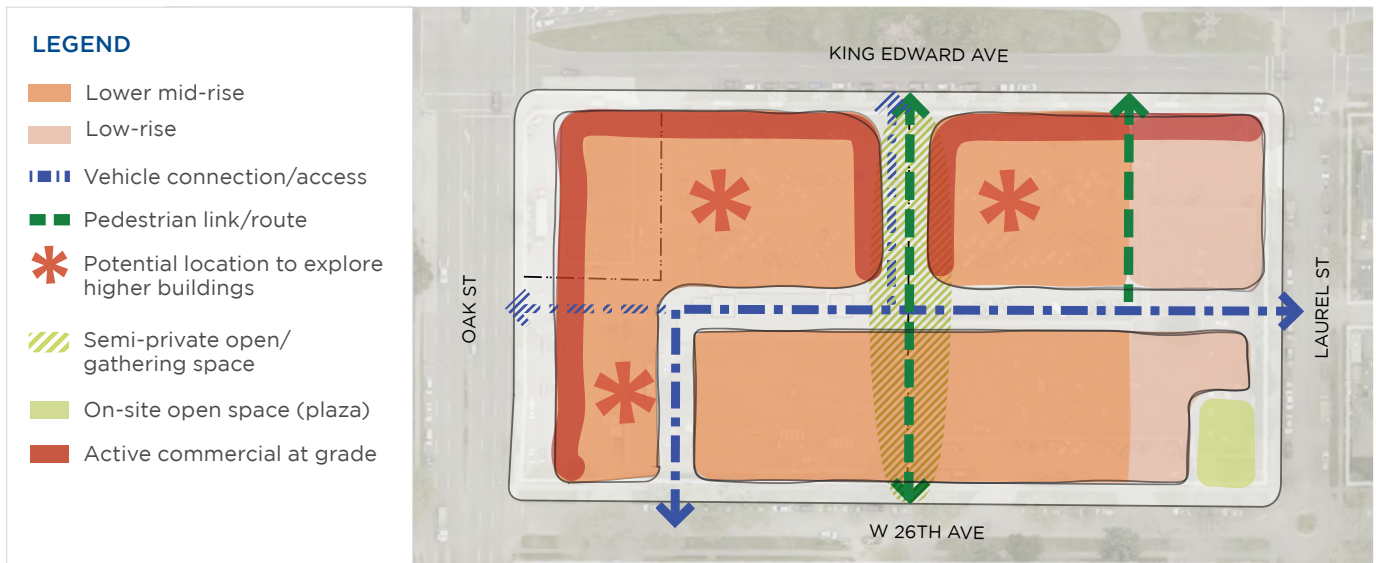 LEGEND
Lower mid-rise
Low-rise
Vehicle connection/access
Pedestrian link/route
Potential location to explore
higher buildings
Semi-private open/
gathering space
On-site open space (plaza)
Active commercial at grade
KING EDWARD AVE
OAK ST
LAUREL ST
W 26TH AVE